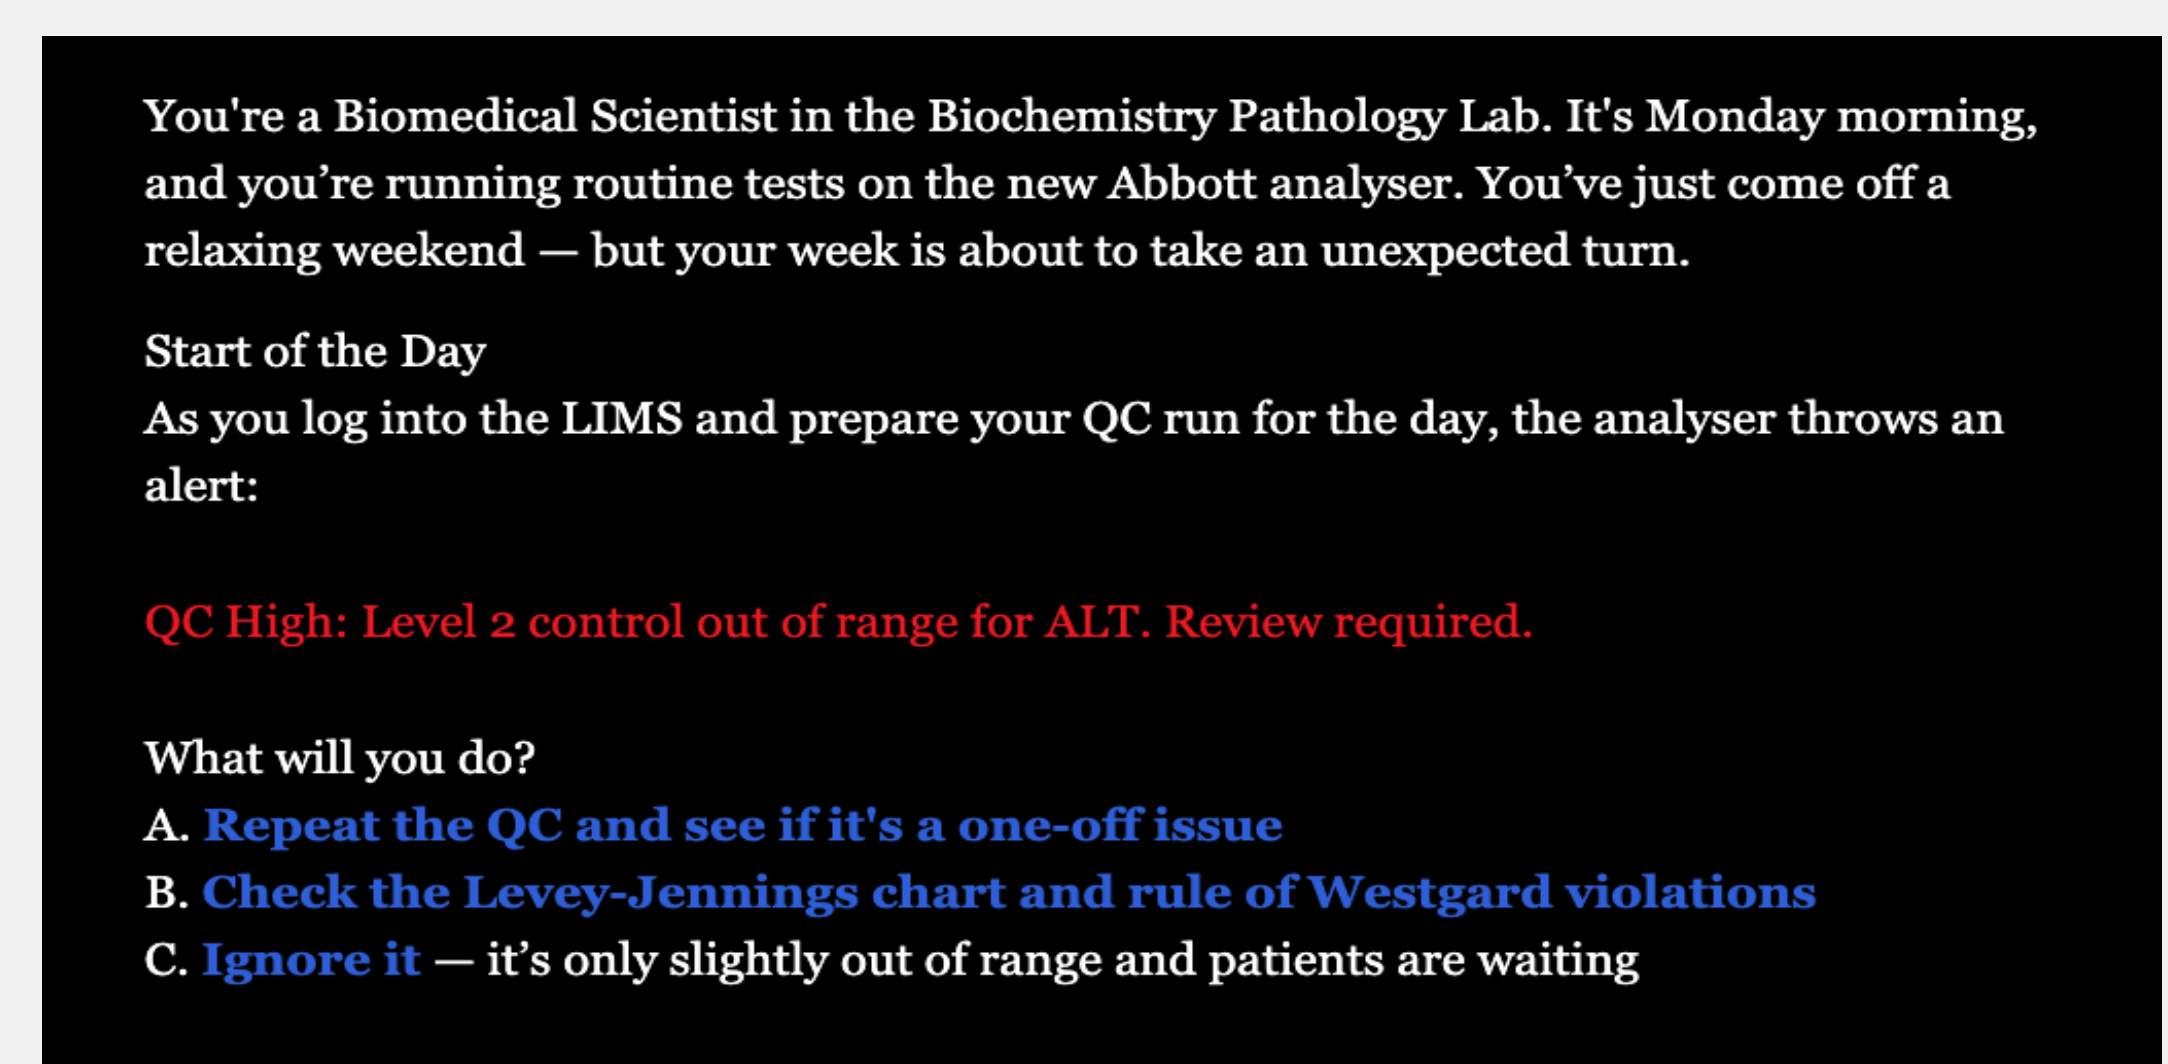 You're a Biomedical Scientist in the Biochemistry Pathology Lab. It's Monday morning,
and you’re running routine tests on the new Abbott analyser. You’ve just come off a
relaxing weekend — but your week is about to take an unexpected turn.
Start of the Day
As you log into the LIMS and prepare your QC run for the day, the analyser throws an
alert:
QC High: Level 2 control out of range for ALT. Review required.
What will you do?
A. Repeat the QC and see if it's a one-off issue
B. Check the Levey-Jennings chart and rule of Westgard violations
C. Ignore it — it’s only slightly out of range and patients are waiting